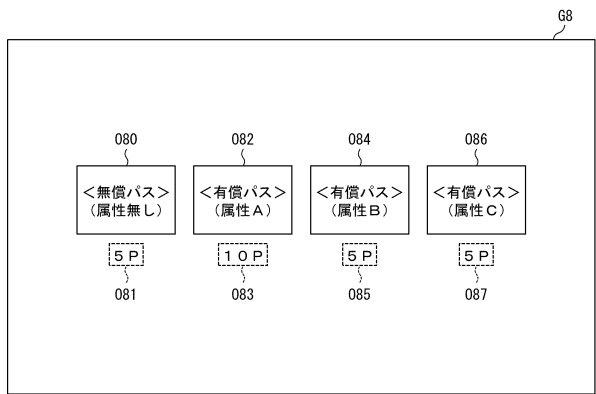 G8
080 082 084 086
<無償パス> <有償パス> <有償パス> <有償パス>
(属性無し) (属性A) (属性B) (属性C)
5P 10P 5P 5P
081 083 085 087